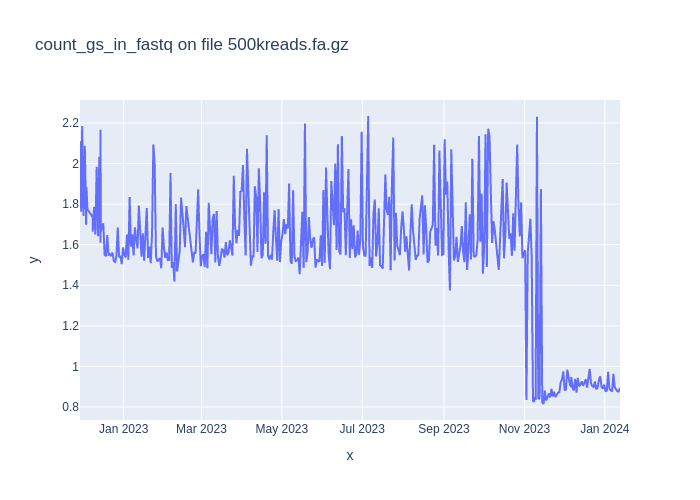 count_gs_in_fastq on file 500kreads.fa.gz
2.2
2
1.8
1.6
1.4
1.2
1
0.8
y
Jan 2023 Mar 2023 May 2023 Jul 2023 Sep 2023 Nov 2023 Jan 2024
x